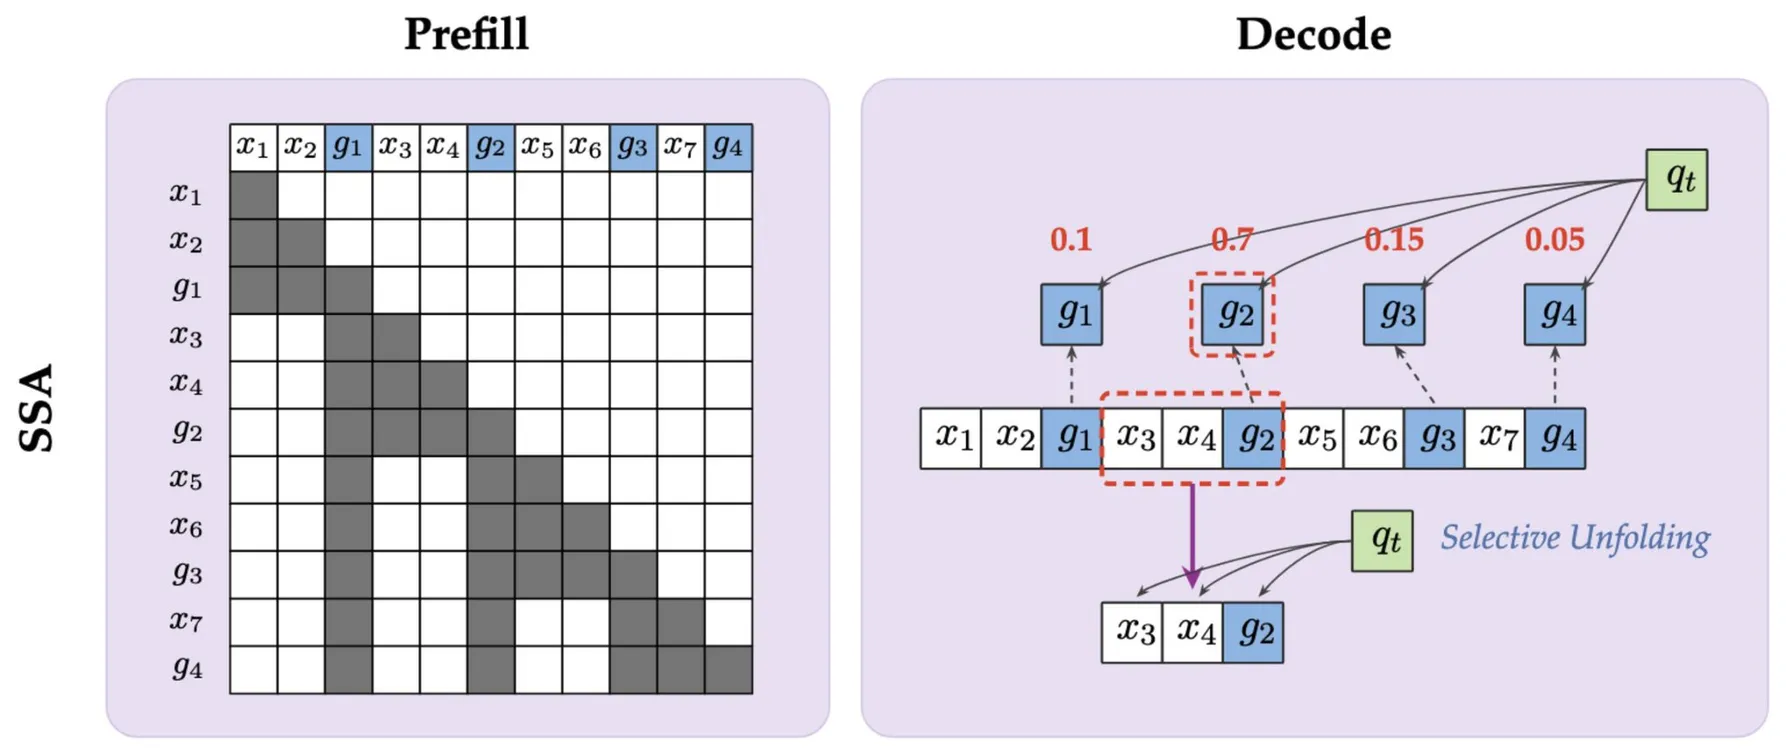 Prefill
Decode
SSA
x1 x2 g1 x3 x4 g2 x5 x6 g3 x7 g4
x1
x2
g1
x3
x4
g2
x5
x6
g3
x7
g4
qt
0.1 0.7 0.15 0.05
g1 g2 g3 g4
x1 x2 g1 x3 x4 g2 x5 x6 g3 x7 g4
qt Selective Unfolding
x3 x4 g2